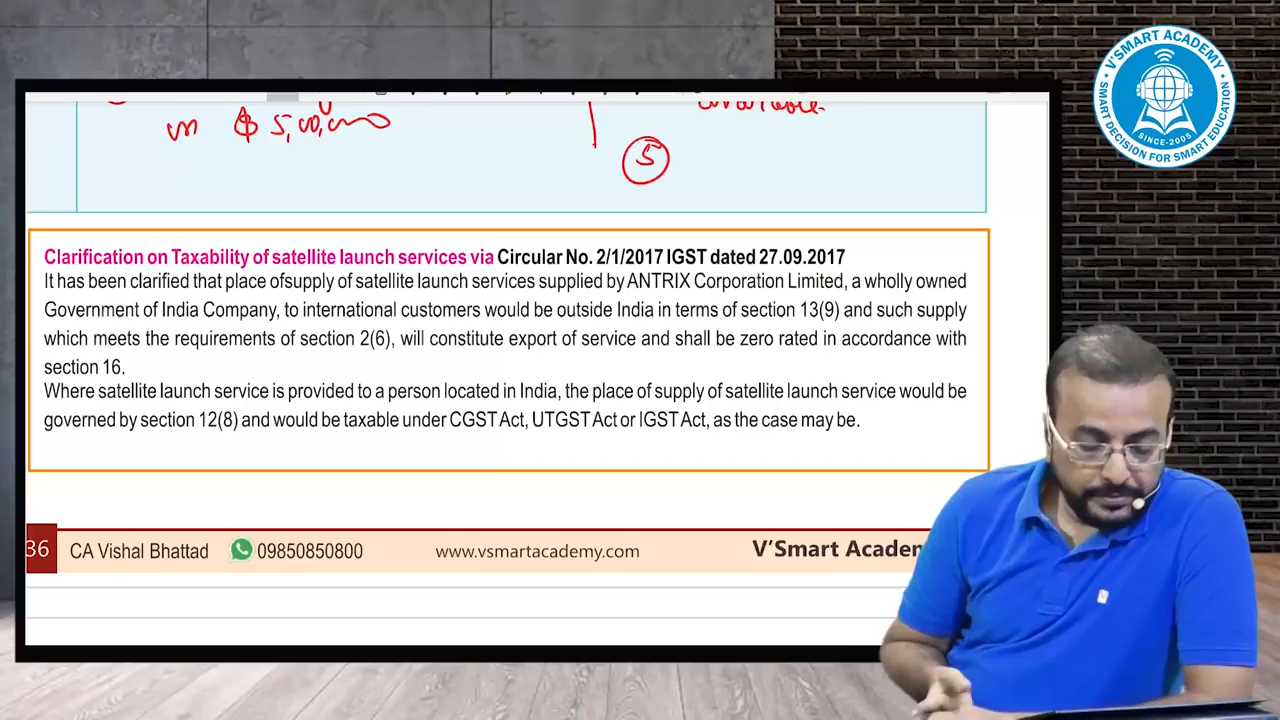 in $ 5,00,000
available
5
Clarification on Taxability of satellite launch services via Circular No. 2/1/2017 IGST dated 27.09.2017
It has been clarified that place ofsupply of satellite launch services supplied by ANTRIX Corporation Limited, a wholly owned
Government of India Company, to international customers would be outside India in terms of section 13(9) and such supply
which meets the requirements of section 2(6), will constitute export of service and shall be zero rated in accordance with
section 16.
Where satellite launch service is provided to a person located in India, the place of supply of satellite launch service would be
governed by section 12(8) and would be taxable under CGST Act, UTGST Act or IGST Act, as the case may be.
36 CA Vishal Bhattad 09850850800 www.vsmartacademy.com V'Smart Academ
V'SMART ACADEMY
SINCE-2005
SMART DECISION FOR SMART EDUCATION